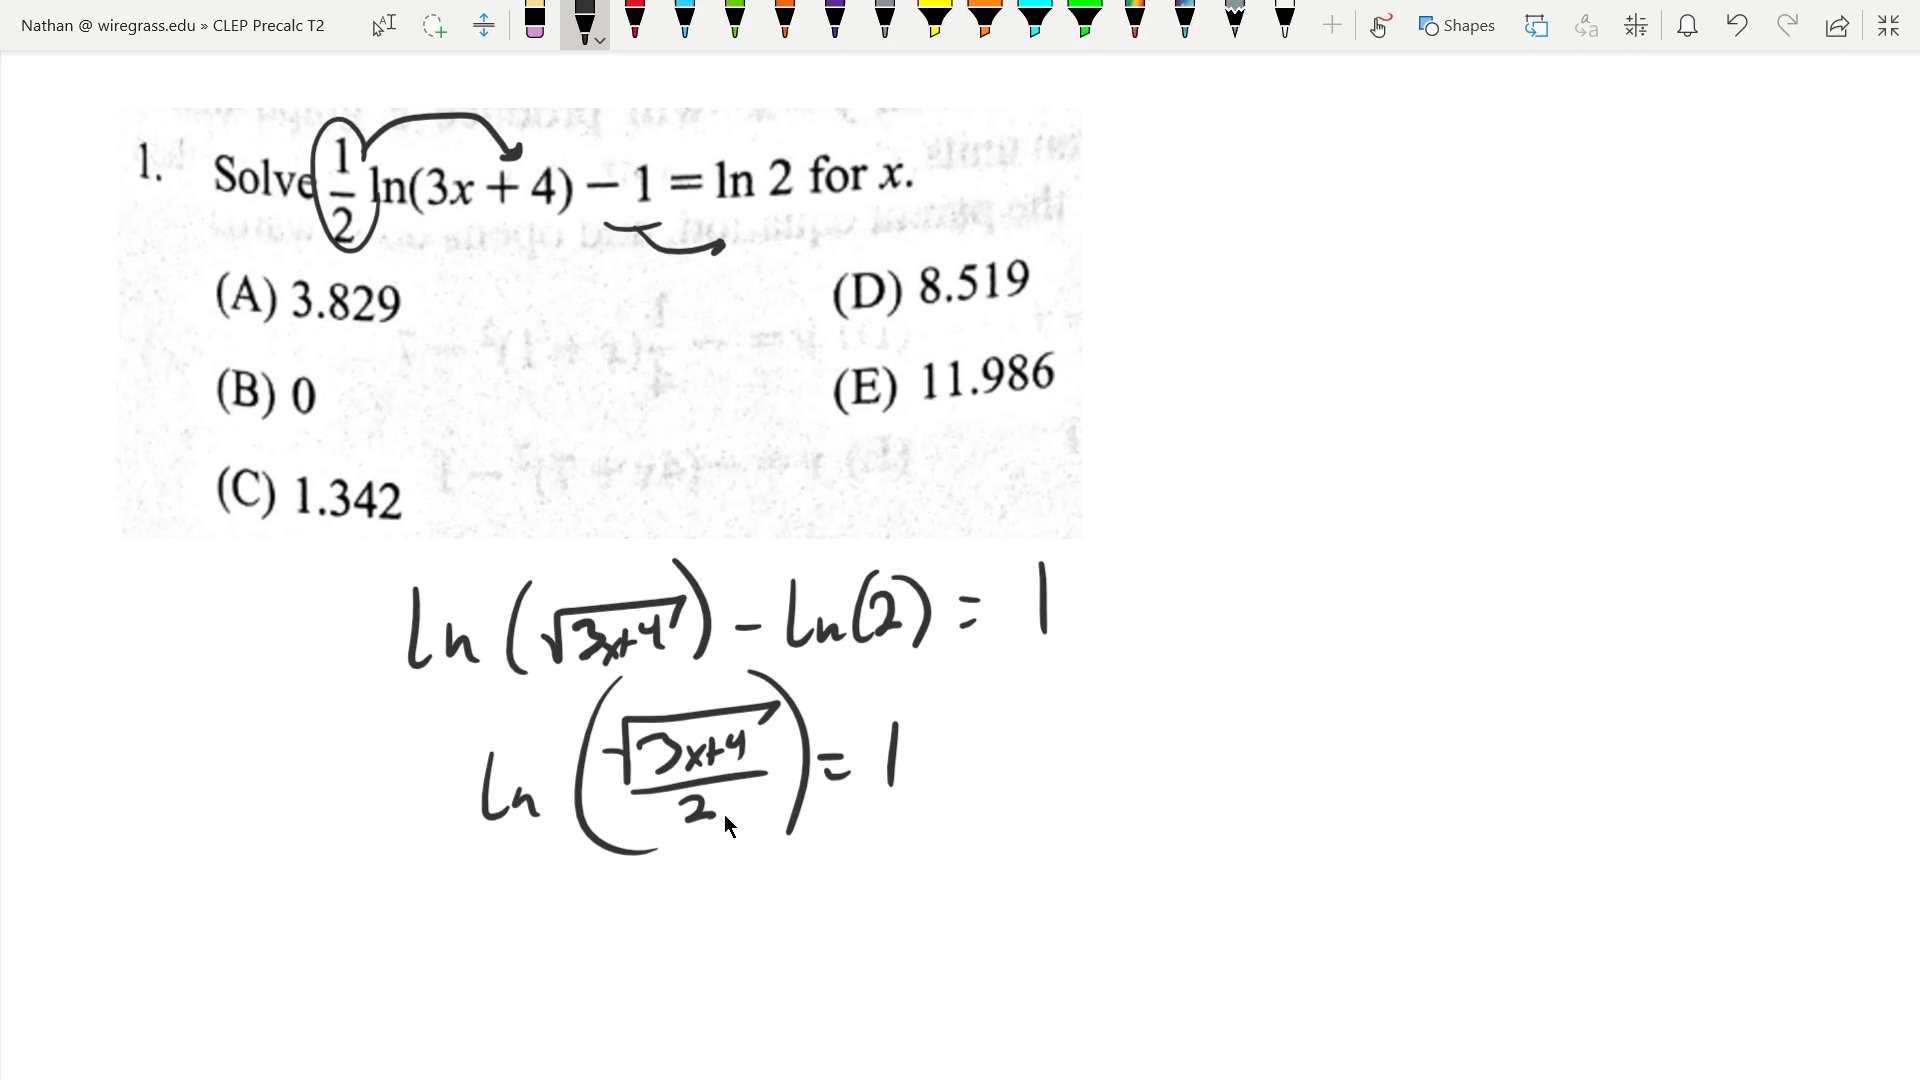 Nathan @ wiregrass.edu » CLEP Precalc T2
Shapes
1. Solve 1/2 ln(3x + 4) − 1 = ln 2 for x.
(A) 3.829
(D) 8.519
(B) 0
(E) 11.986
(C) 1.342
ln(√(3x+4)) - ln(2) = 1
ln(√(3x+4)/2) = 1